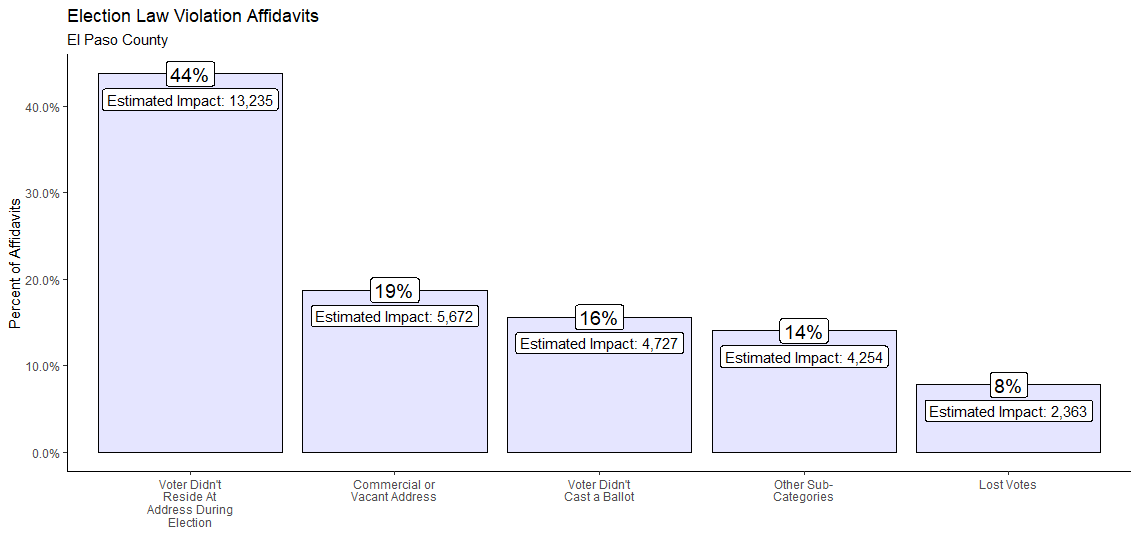 Election Law Violation Affidavits
El Paso County
Percent of Affidavits
40.0%
30.0%
20.0%
10.0%
0.0%
44%
Estimated Impact: 13,235
19%
Estimated Impact: 5,672
16%
Estimated Impact: 4,727
14%
Estimated Impact: 4,254
8%
Estimated Impact: 2,363
Voter Didn't
Reside At
Address During
Election
Commercial or
Vacant Address
Voter Didn't
Cast a Ballot
Other Sub-
Categories
Lost Votes